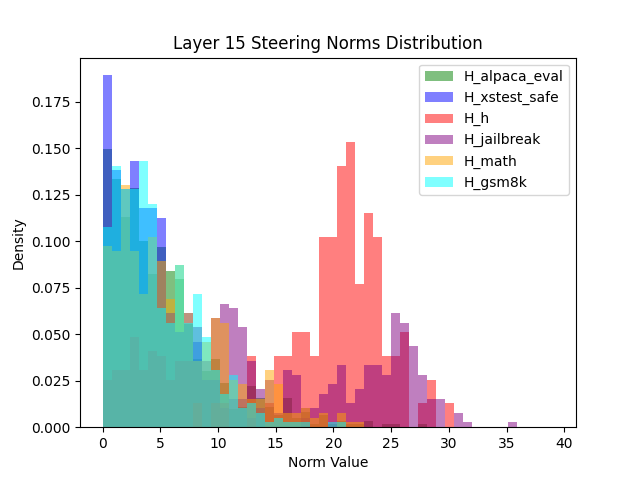 Layer 15 Steering Norms Distribution
H_alpaca_eval
H_xstest_safe
H_h
H_jailbreak
H_math
H_gsm8k
0.175
0.150
0.125
0.100
0.075
0.050
0.025
0.000
Density
0 5 10 15 20 25 30 35 40
Norm Value